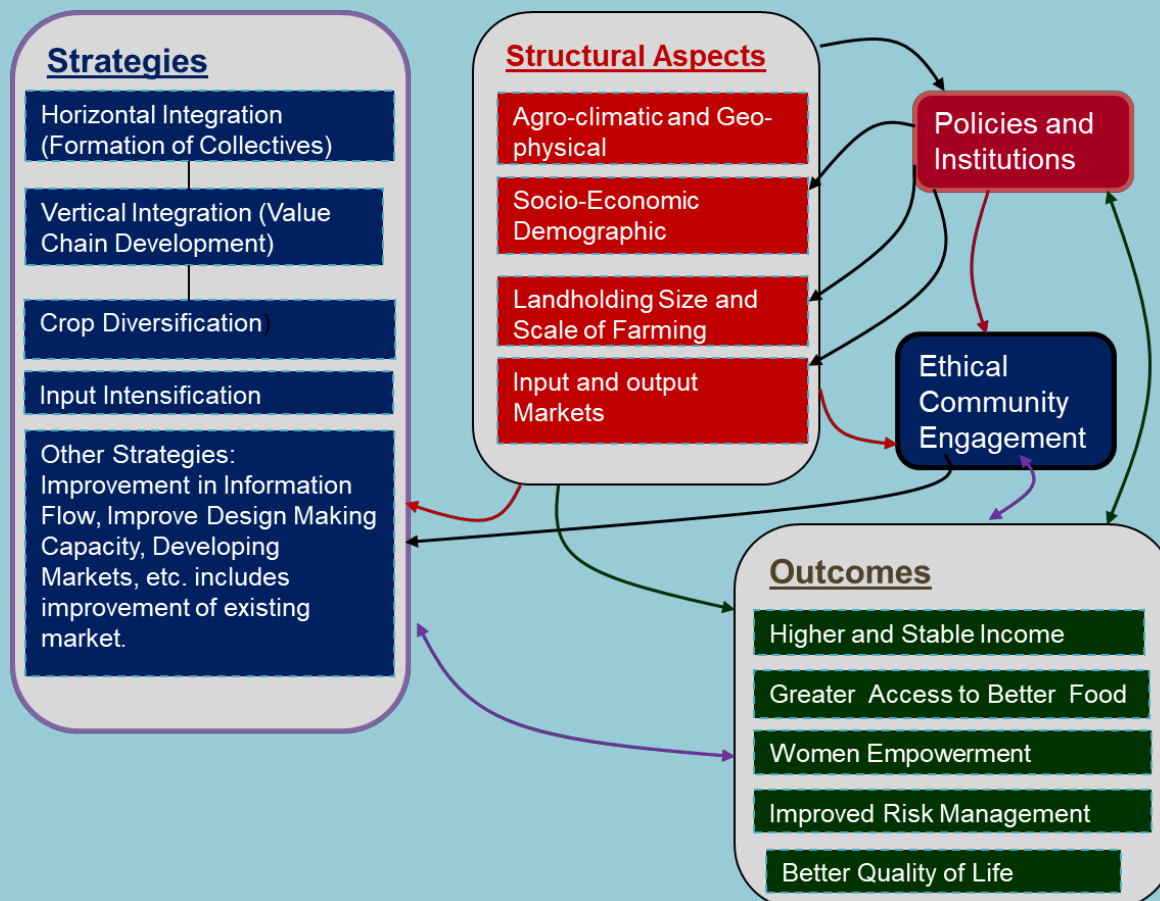 Strategies
Horizontal Integration
(Formation of Collectives)
Vertical Integration (Value
Chain Development)
Crop Diversification)
Input Intensification
Other Strategies:
Improvement in Information
Flow, Improve Design Making
Capacity, Developing
Markets, etc. includes
improvement of existing
market.
Structural Aspects
Agro-climatic and Geo-
physical
Socio-Economic
Demographic
Landholding Size and
Scale of Farming
Input and output
Markets
Policies and
Institutions
Ethical
Community
Engagement
Outcomes
Higher and Stable Income
Greater Access to Better Food
Women Empowerment
Improved Risk Management
Better Quality of Life